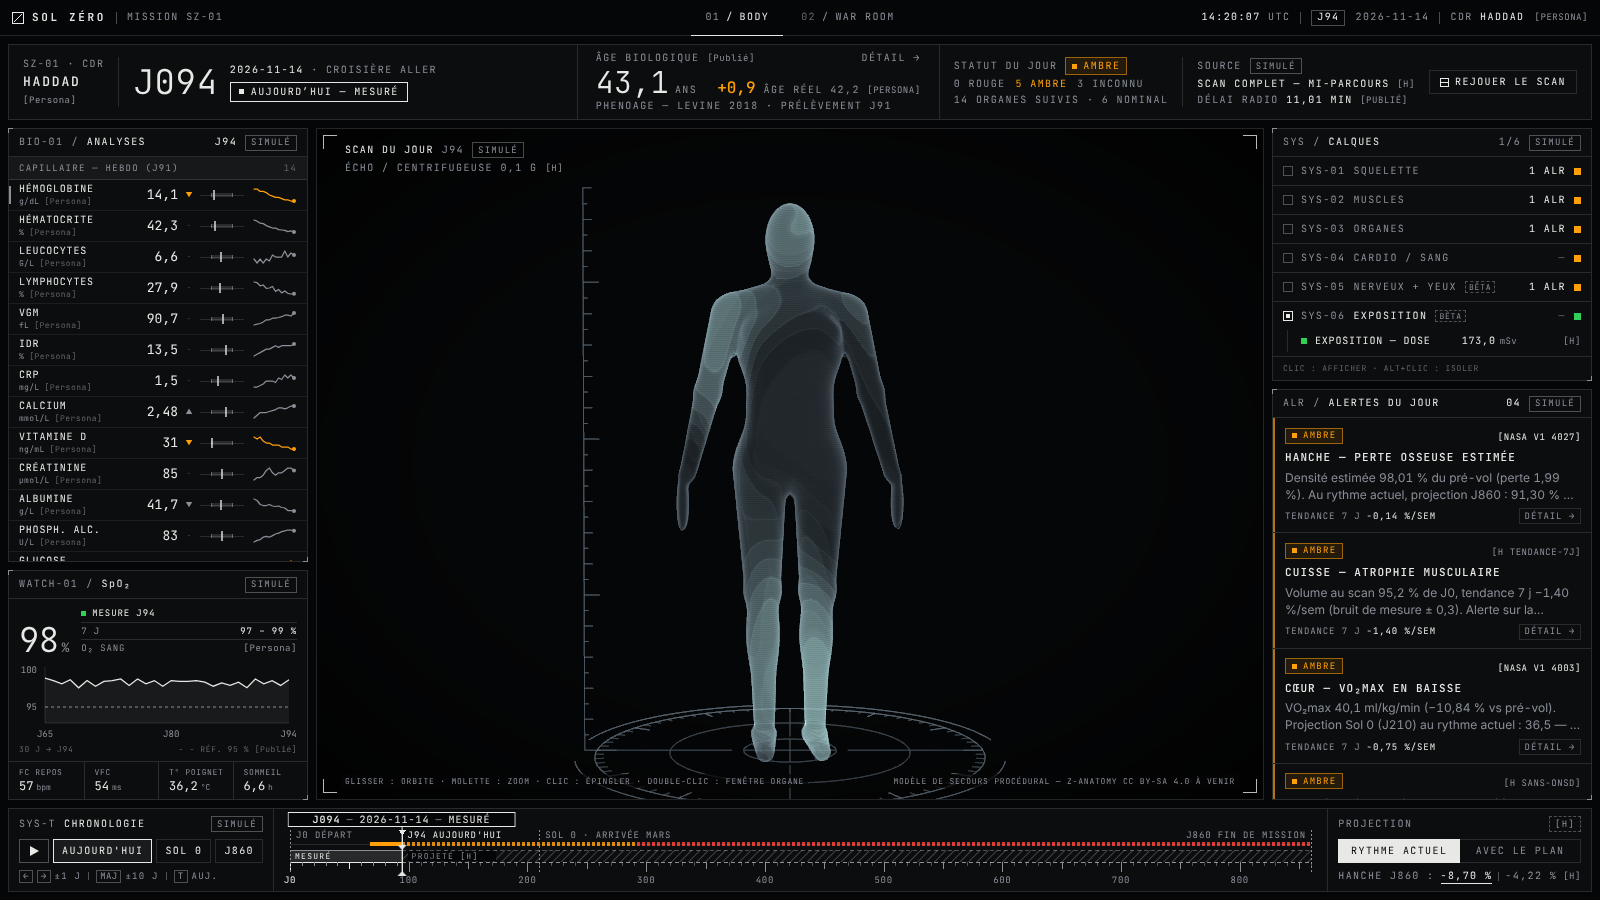 SOL ZÉRO | MISSION SZ-01
01 / BODY
02 / WAR ROOM
14:20:07 UTC | J94 2026-11-14 | CDR HADDAD [PERSONA]
SZ-01 · CDR
HADDAD
[Persona]
J094
2026-11-14 · CROISIÈRE ALLER
AUJOURD'HUI — MESURÉ
ÂGE BIOLOGIQUE [Publié]
DÉTAIL →
43,1 ANS +0,9 ÂGE RÉEL 42,2 [PERSONA]
PHENOAGE — LEVINE 2018 · PRÉLÈVEMENT J91
STATUT DU JOUR AMBRE
0 ROUGE 5 AMBRE 3 INCONNU
14 ORGANES SUIVIS · 6 NOMINAL
SOURCE SIMULÉ
SCAN COMPLET — MI-PARCOURS [H]
DÉLAI RADIO 11,01 MIN [PUBLIÉ]
REJOUER LE SCAN
BIO-01 / ANALYSES J94 SIMULÉ
CAPILLAIRE — HEBDO (J91) 14
HÉMOGLOBINE 14,1
g/dL [Persona]
HÉMATOCRITE 42,3
% [Persona]
LEUCOCYTES 6,6
G/L [Persona]
LYMPHOCYTES 27,9
% [Persona]
VGM 90,7
fL [Persona]
IDR 13,5
% [Persona]
CRP 1,5
mg/L [Persona]
CALCIUM 2,48
mmol/L [Persona]
VITAMINE D 31
ng/mL [Persona]
CRÉATININE 85
µmol/L [Persona]
ALBUMINE 41,7
g/L [Persona]
PHOSPH. ALC. 83
U/L [Persona]
GLUCOSE
WATCH-01 / SpO₂ SIMULÉ
98 %
MESURE J94
7 J 97 – 99 %
O₂ SANG [Persona]
100
95
J65 J80 J94
30 J → J94 - - RÉF. 95 % [Publié]
FC REPOS
57 bpm
VFC
54 ms
T° POIGNET
36,2 °C
SOMMEIL
6,6 h
SCAN DU JOUR J94 SIMULÉ
ÉCHO / CENTRIFUGEUSE 0,1 G [H]
GLISSER : ORBITE · MOLETTE : ZOOM · CLIC : ÉPINGLER · DOUBLE-CLIC : FENÊTRE ORGANE
MODÈLE DE SECOURS PROCÉDURAL — Z-ANATOMY CC BY-SA 4.0 À VENIR
SYS / CALQUES 1/6 SIMULÉ
SYS-01 SQUELETTE 1 ALR
SYS-02 MUSCLES 1 ALR
SYS-03 ORGANES 1 ALR
SYS-04 CARDIO / SANG —
SYS-05 NERVEUX + YEUX BÊTA 1 ALR
SYS-06 EXPOSITION BÊTA —
EXPOSITION — DOSE 173,0 mSv [H]
CLIC : AFFICHER · ALT+CLIC : ISOLER
ALR / ALERTES DU JOUR 04 SIMULÉ
AMBRE [NASA V1 4027]
HANCHE — PERTE OSSEUSE ESTIMÉE
Densité estimée 98,01 % du pré-vol (perte 1,99
%). Au rythme actuel, projection J860 : 91,30 % ...
TENDANCE 7 J -0,14 %/SEM DÉTAIL →
AMBRE [H TENDANCE-7J]
CUISSE — ATROPHIE MUSCULAIRE
Volume au scan 95,2 % de J0, tendance 7 j −1,40
%/sem (bruit de mesure ± 0,3). Alerte sur la...
TENDANCE 7 J -1,40 %/SEM DÉTAIL →
AMBRE [NASA V1 4003]
CŒUR — VO₂MAX EN BAISSE
VO₂max 40,1 ml/kg/min (−10,84 % vs pré-vol).
Projection Sol 0 (J210) au rythme actuel : 36,5 — ...
TENDANCE 7 J -0,75 %/SEM DÉTAIL →
AMBRE [H SANS-ONSD]
SYS-T CHRONOLOGIE SIMULÉ
AUJOURD'HUI SOL 0 J860
← → ±1 J | MAJ ±10 J | T AUJ.
J094 — 2026-11-14 — MESURÉ
J0 DÉPART J94 AUJOURD'HUI SOL 0 · ARRIVÉE MARS J860 FIN DE MISSION
MESURÉ PROJETÉ [H]
J0 100 200 300 400 500 600 700 800
PROJECTION [H]
RYTHME ACTUEL AVEC LE PLAN
HANCHE J860 : -8,70 % | -4,22 % [H]